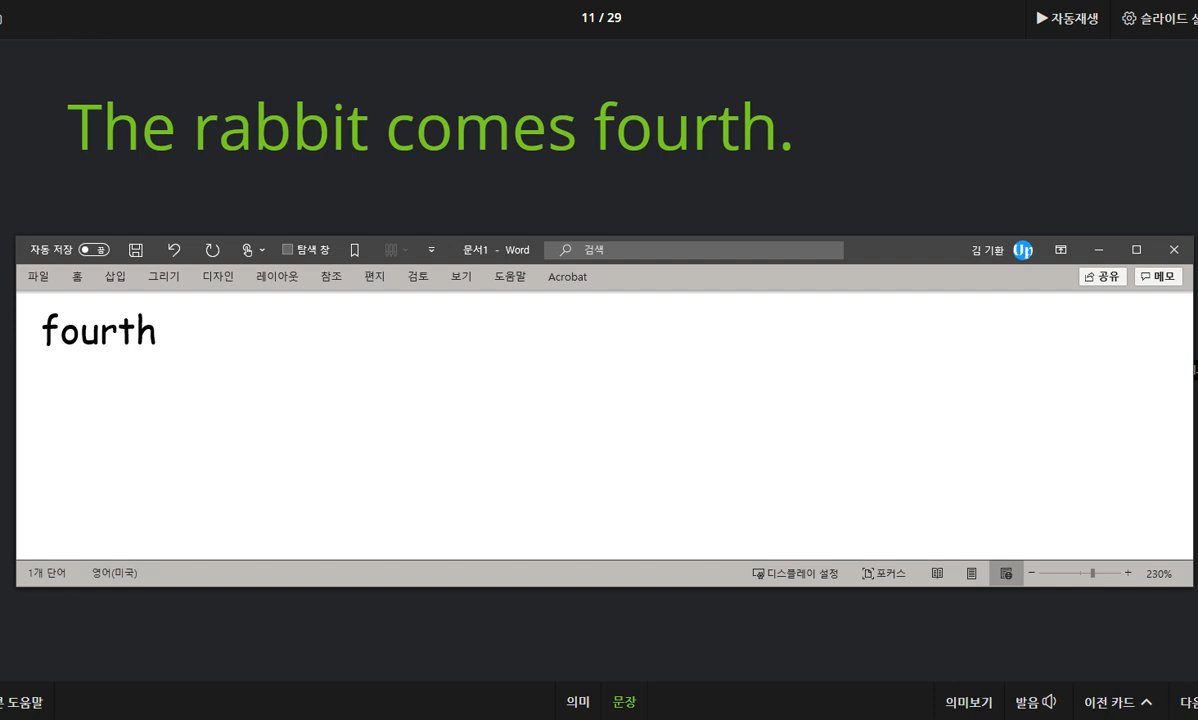 11 / 29
▶ 자동재생
슬라이드
The rabbit comes fourth.
자동 저장 끔
탐색 창
문서1 - Word
검색
김 기환
Up
파일 홈 삽입 그리기 디자인 레이아웃 참조 편지 검토 보기 도움말 Acrobat
공유 메모
fourth
1개 단어 영어(미국)
디스플레이 설정 포커스 − + 230%
도움말
의미 문장
의미보기 발음 이전 카드